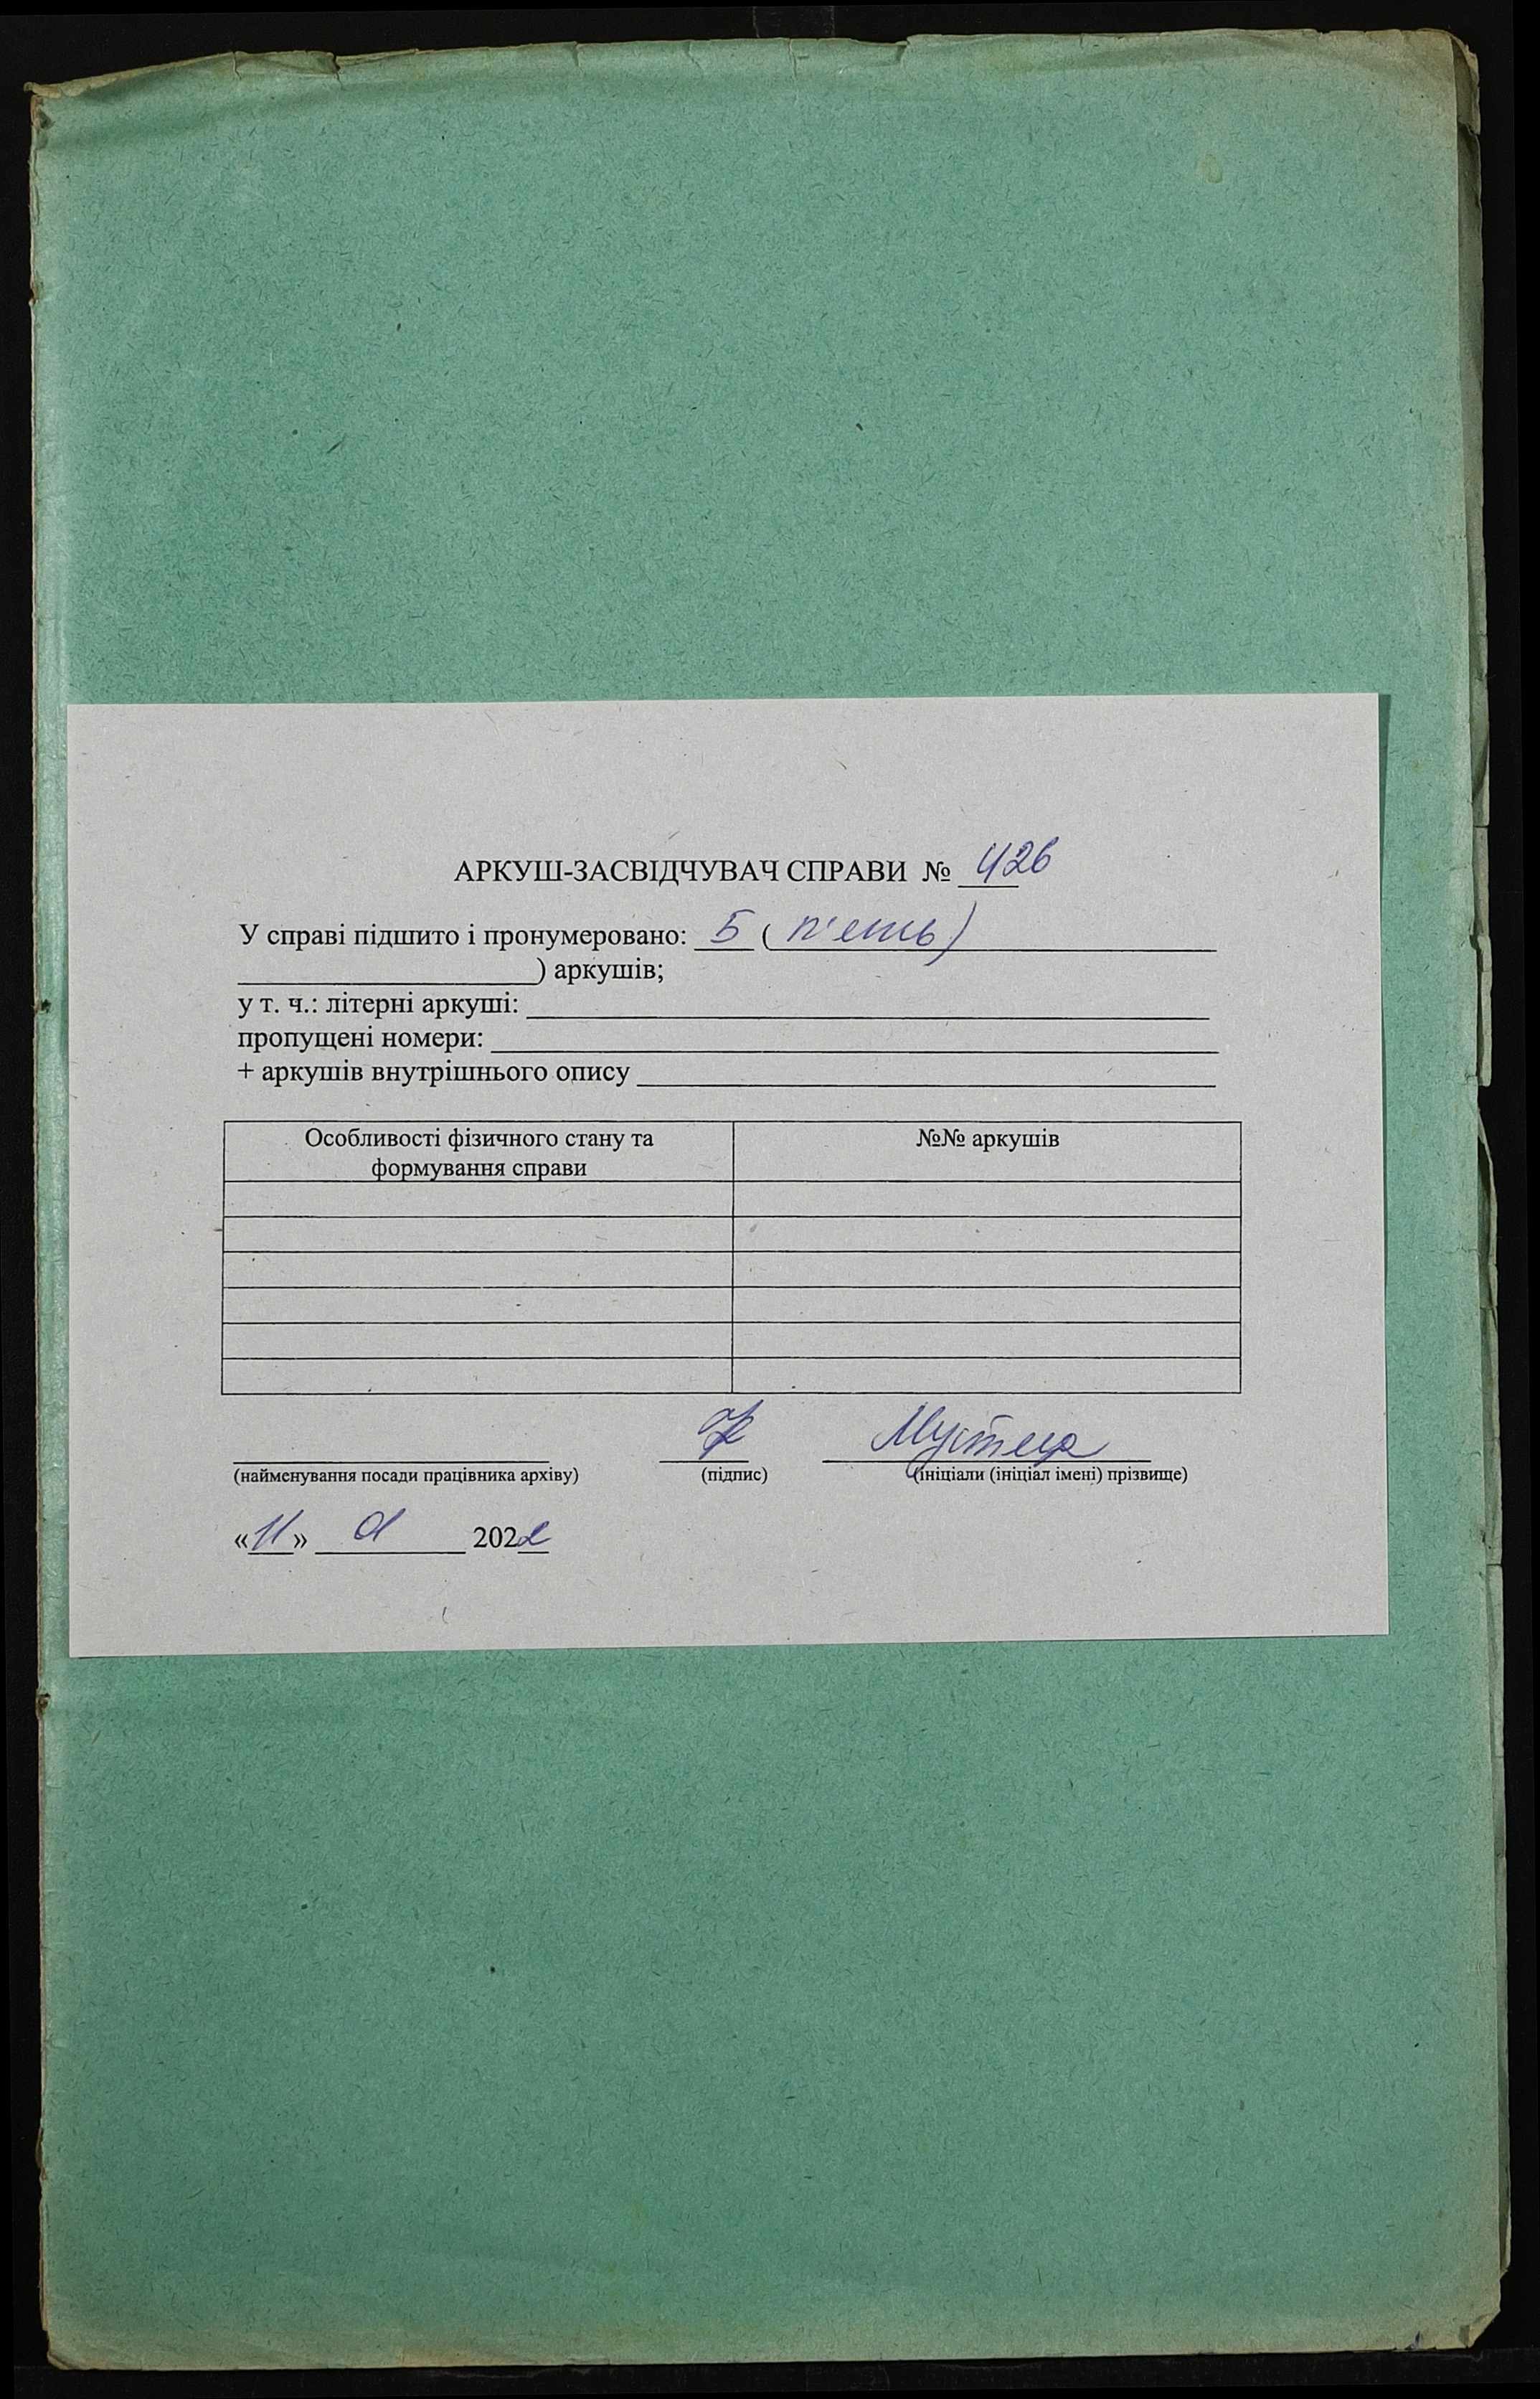 АРКУШ-ЗАСВІДЧУВАЧ СПРАВИ № 426
У справі підшито і пронумеровано: 5 (п'ять)
) аркушів;
у т. ч.: літерні аркуші:
пропущені номери:
+ аркушів внутрішнього опису
Особливості фізичного стану та формування справи
№№ аркушів
(найменування посади працівника архіву)
(підпис)
(ініціали (ініціал імені) прізвище)
«11» 01 2022